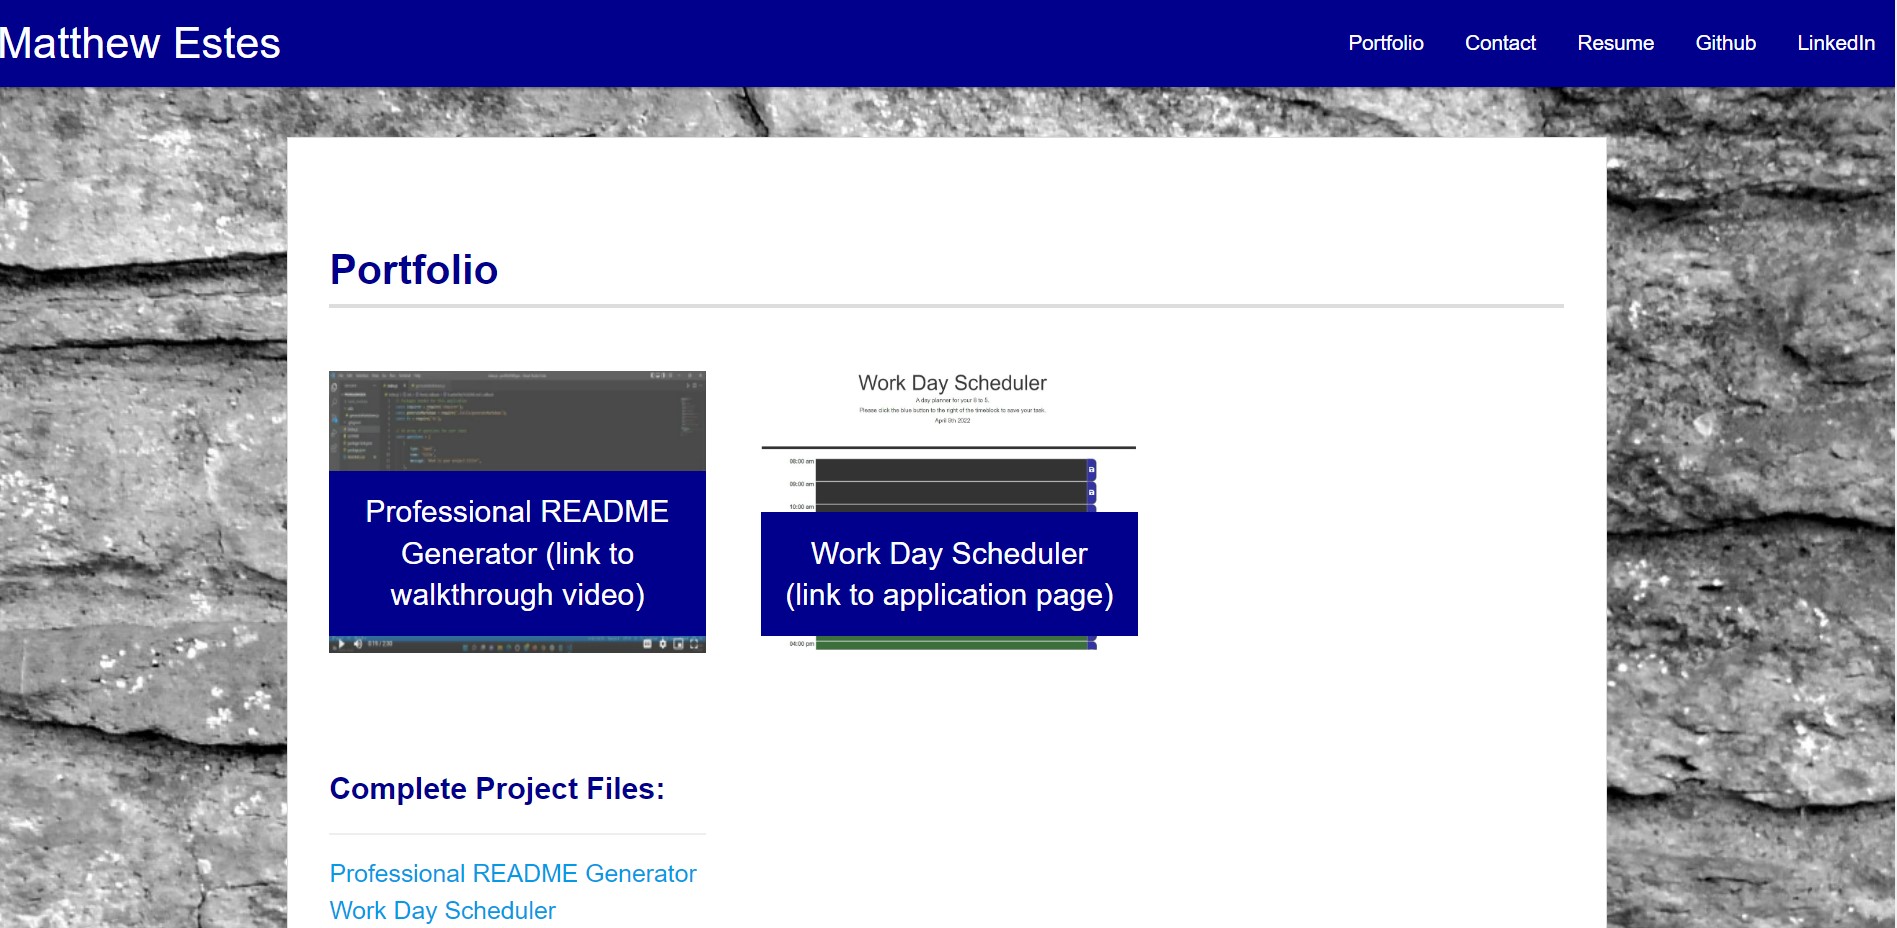 Matthew Estes
Portfolio Contact Resume Github LinkedIn
Portfolio
Professional README
Generator (link to
walkthrough video)
Work Day Scheduler
A day planner for your 8 to 5.
Please click the blue button to the right of the timeblock to save your task.
April 9th 2022
08:00 am
09:00 am
10:00 am
Work Day Scheduler
(link to application page)
04:00 pm
Complete Project Files:
Professional README Generator
Work Day Scheduler